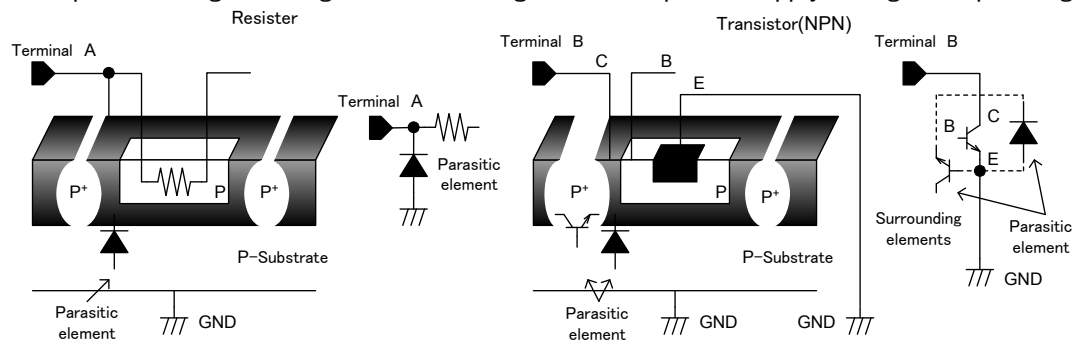 Resister
Transistor(NPN)
Terminal A
P+
P
P+
P-Substrate
Parasitic
element
GND
Terminal A
Parasitic
element
Terminal B
C
B
E
P+
P
P+
P-Substrate
Parasitic
element
GND
GND
Terminal B
C
B
E
Surrounding
elements
Parasitic
element
GND